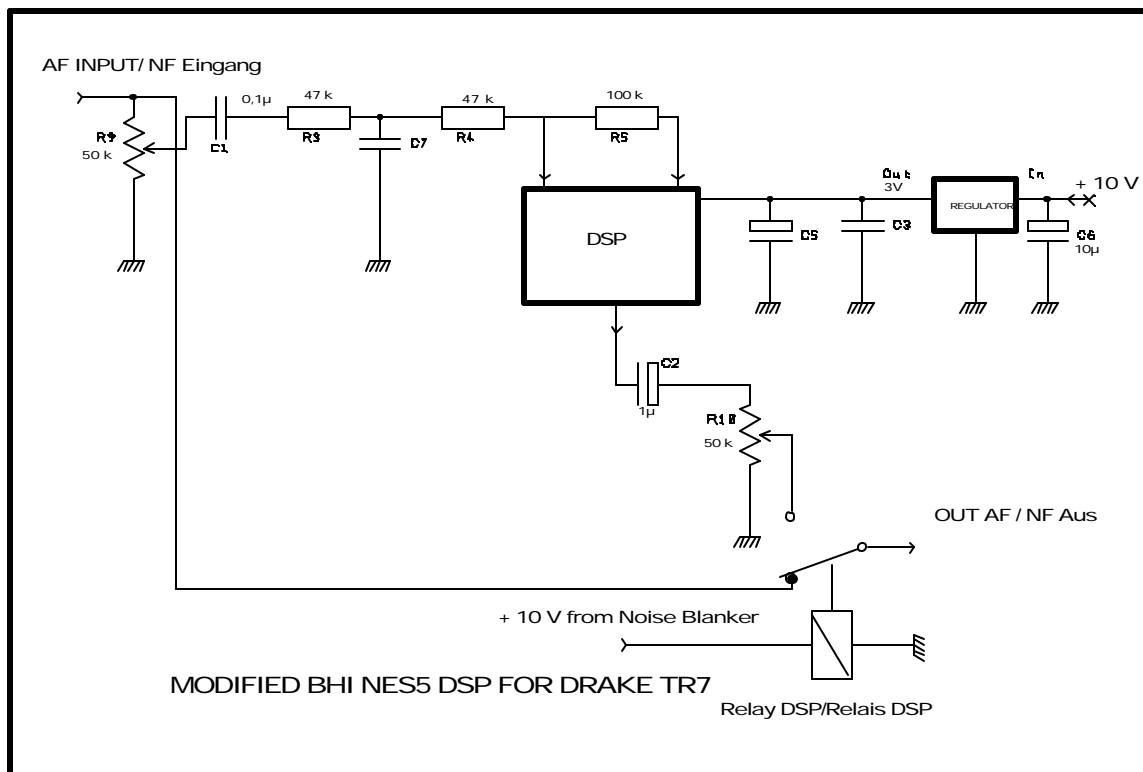 AF INPUT/ NF Eingang
0,1µ
47 k
47 k
100 k
R9
50 k
C1
R3
C7
R4
R5
Out
In
3V
+ 10 V
REGULATOR
DSP
C5
C3
C6
10µ
C2
1µ
R10
50 k
OUT AF / NF Aus
+ 10 V from Noise Blanker
MODIFIED BHI NES5 DSP FOR DRAKE TR7
Relay DSP/Relais DSP